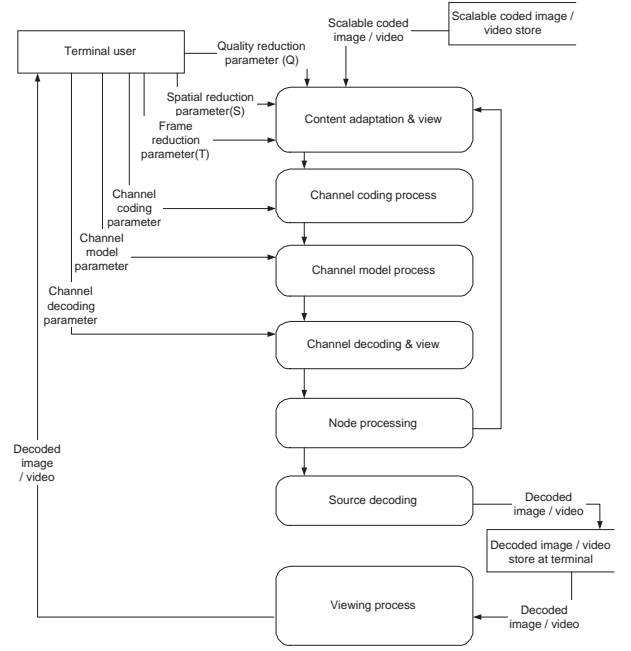 Scalable coded image /
video store
Scalable coded
image / video
Terminal user
Quality reduction
parameter (Q)
Spatial reduction
parameter(S)
Frame
reduction
parameter(T)
Content adaptation & view
Channel
coding
parameter
Channel coding process
Channel
model
parameter
Channel model process
Channel
decoding
parameter
Channel decoding & view
Node processing
Decoded
image
/ video
Source decoding
Decoded
image / video
Decoded image / video
store at terminal
Viewing process
Decoded
image / video